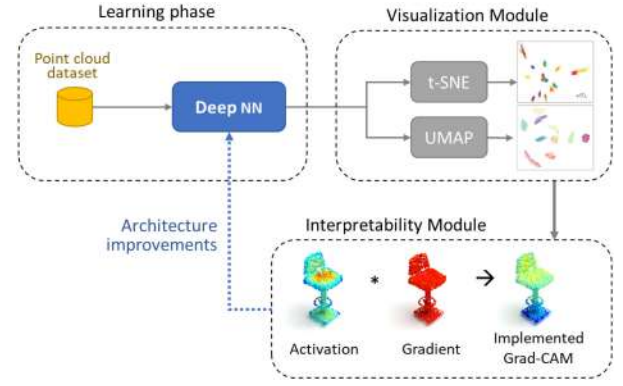 Learning phase
Visualization Module
Point cloud
dataset
Deep NN
t-SNE
UMAP
Architecture
improvements
Interpretability Module
*
→
Activation
Gradient
Implemented
Grad-CAM